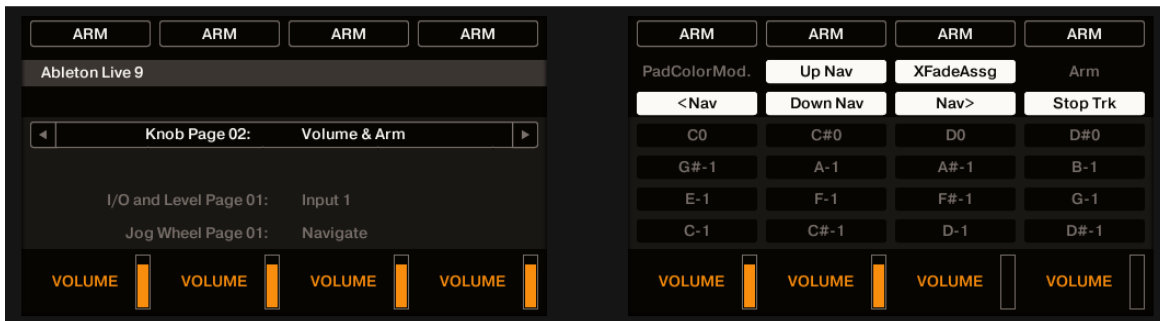 ARM ARM ARM ARM
Ableton Live 9
Knob Page 02: Volume & Arm
I/O and Level Page 01: Input 1
Jog Wheel Page 01: Navigate
VOLUME VOLUME VOLUME VOLUME
ARM ARM ARM ARM
PadColorMod. Up Nav XFadeAssg Arm
<Nav Down Nav Nav> Stop Trk
C0 C#0 D0 D#0
G#-1 A-1 A#-1 B-1
E-1 F-1 F#-1 G-1
C-1 C#-1 D-1 D#-1
VOLUME VOLUME VOLUME VOLUME